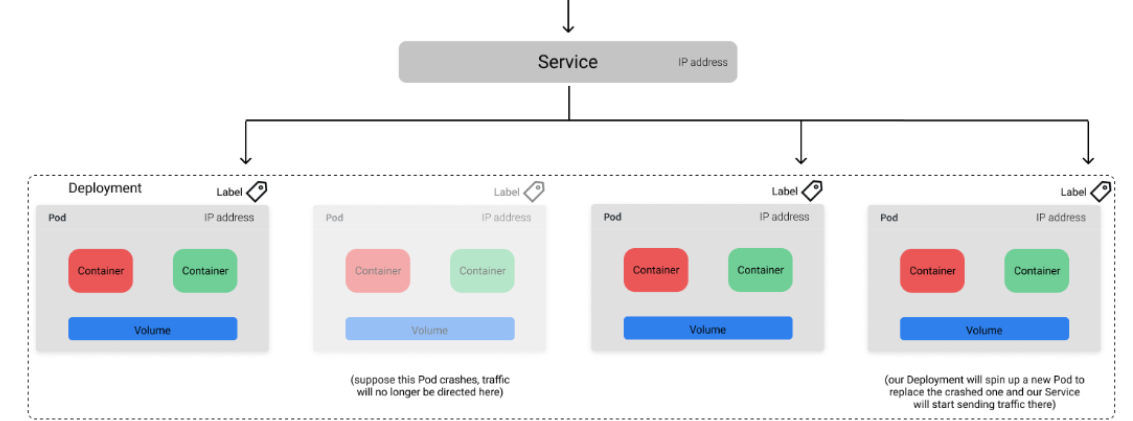 Service IP address
Deployment Label Label Label Label
Pod IP address Pod IP address Pod IP address Pod IP address
Container Container Container Container Container Container Container Container
Volume Volume Volume Volume
(suppose this Pod crashes, traffic
will no longer be directed here)
(our Deployment will spin up a new Pod to
replace the crashed one and our Service
will start sending traffic there)